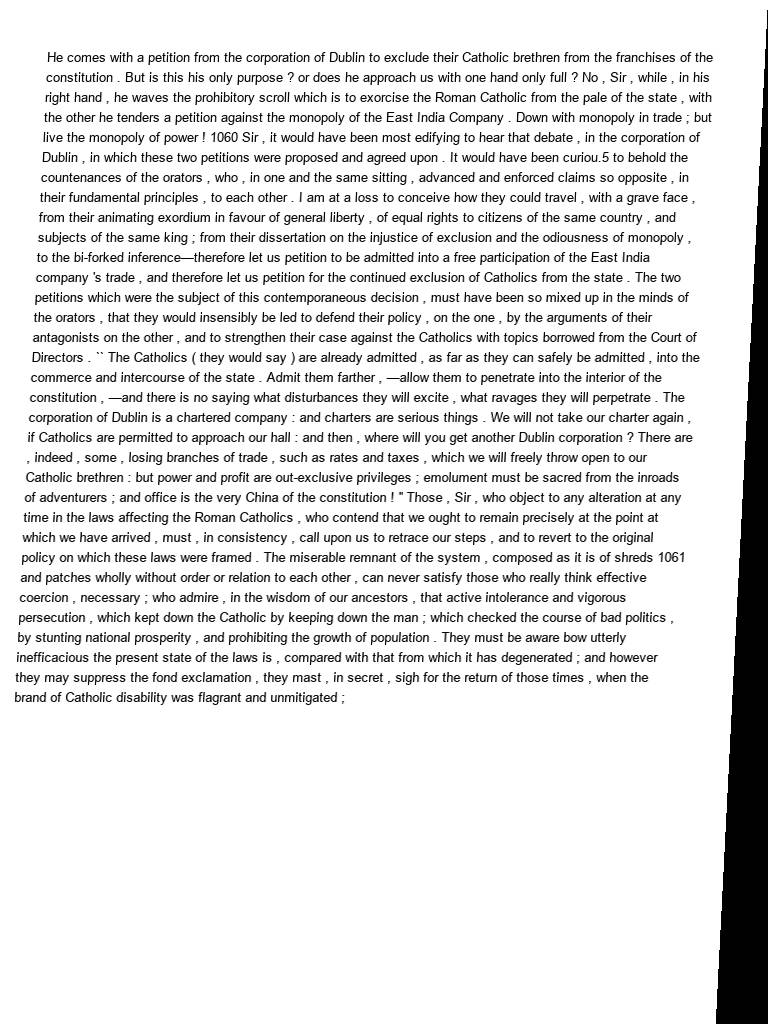 He comes with a petition from the corporation of Dublin to exclude their Catholic brethren from the franchises of the
constitution . But is this his only purpose ? or does he approach us with one hand only full ? No , Sir , while , in his
right hand , he waves the prohibitory scroll which is to exorcise the Roman Catholic from the pale of the state , with
the other he tenders a petition against the monopoly of the East India Company . Down with monopoly in trade ; but
live the monopoly of power ! 1060 Sir , it would have been most edifying to hear that debate , in the corporation of
Dublin , in which these two petitions were proposed and agreed upon . It would have been curiou.5 to behold the
countenances of the orators , who , in one and the same sitting , advanced and enforced claims so opposite , in
their fundamental principles , to each other . I am at a loss to conceive how they could travel , with a grave face ,
from their animating exordium in favour of general liberty , of equal rights to citizens of the same country , and
subjects of the same king ; from their dissertation on the injustice of exclusion and the odiousness of monopoly ,
to the bi-forked inference—therefore let us petition to be admitted into a free participation of the East India
company 's trade , and therefore let us petition for the continued exclusion of Catholics from the state . The two
petitions which were the subject of this contemporaneous decision , must have been so mixed up in the minds of
the orators , that they would insensibly be led to defend their policy , on the one , by the arguments of their
antagonists on the other , and to strengthen their case against the Catholics with topics borrowed from the Court of
Directors . `` The Catholics ( they would say ) are already admitted , as far as they can safely be admitted , into the
commerce and intercourse of the state . Admit them farther , —allow them to penetrate into the interior of the
constitution , —and there is no saying what disturbances they will excite , what ravages they will perpetrate . The
corporation of Dublin is a chartered company : and charters are serious things . We will not take our charter again ,
if Catholics are permitted to approach our hall : and then , where will you get another Dublin corporation ? There are
, indeed , some , losing branches of trade , such as rates and taxes , which we will freely throw open to our
Catholic brethren : but power and profit are out-exclusive privileges ; emolument must be sacred from the inroads
of adventurers ; and office is the very China of the constitution ! '' Those , Sir , who object to any alteration at any
time in the laws affecting the Roman Catholics , who contend that we ought to remain precisely at the point at
which we have arrived , must , in consistency , call upon us to retrace our steps , and to revert to the original
policy on which these laws were framed . The miserable remnant of the system , composed as it is of shreds 1061
and patches wholly without order or relation to each other , can never satisfy those who really think effective
coercion , necessary ; who admire , in the wisdom of our ancestors , that active intolerance and vigorous
persecution , which kept down the Catholic by keeping down the man ; which checked the course of bad politics ,
by stunting national prosperity , and prohibiting the growth of population . They must be aware bow utterly
inefficacious the present state of the laws is , compared with that from which it has degenerated ; and however
they may suppress the fond exclamation , they mast , in secret , sigh for the return of those times , when the
brand of Catholic disability was flagrant and unmitigated ;